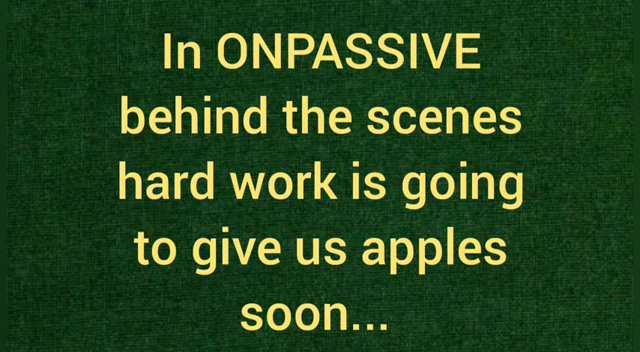 In ONPASSIVE
behind the scenes
hard work is going
to give us apples
soon...